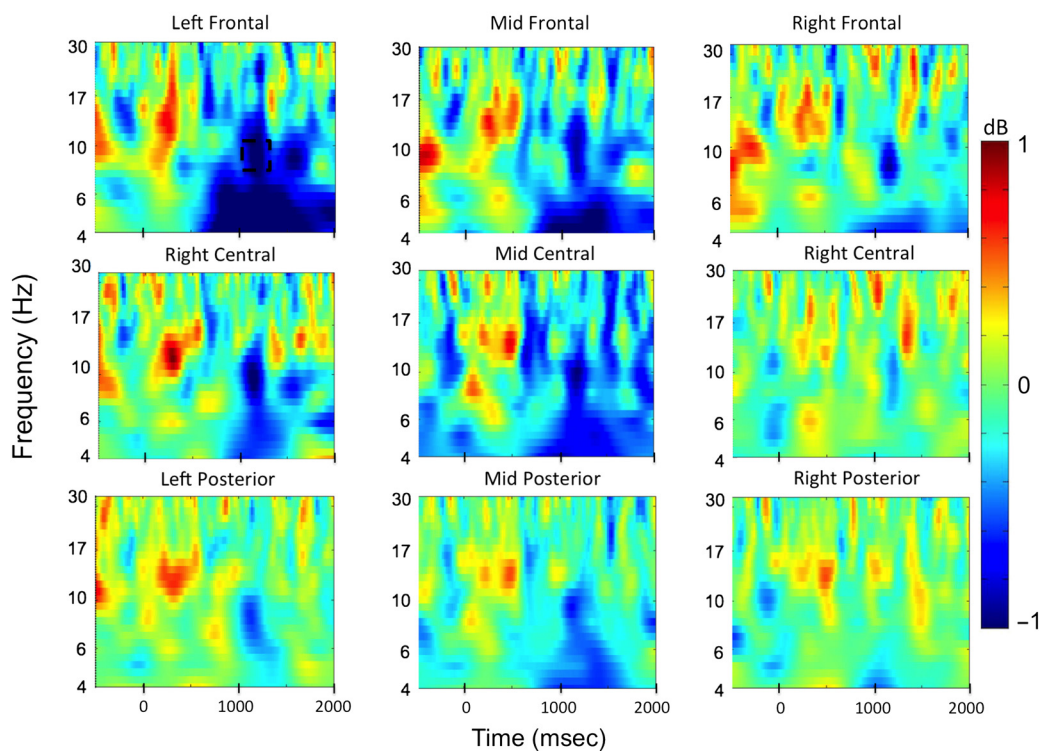 Left Frontal Mid Frontal Right Frontal
30 30 30
17 17 17
10 10 10
6 6 6
4 4 4
dB
1
0
−1
Right Central Mid Central Right Central
30 30 30
17 17 17
10 10 10
6 6 6
4 4 4
Frequency (Hz)
Left Posterior Mid Posterior Right Posterior
30 30 30
17 17 17
10 10 10
6 6 6
4 4 4
0 1000 2000 0 1000 2000 0 1000 2000
Time (msec)